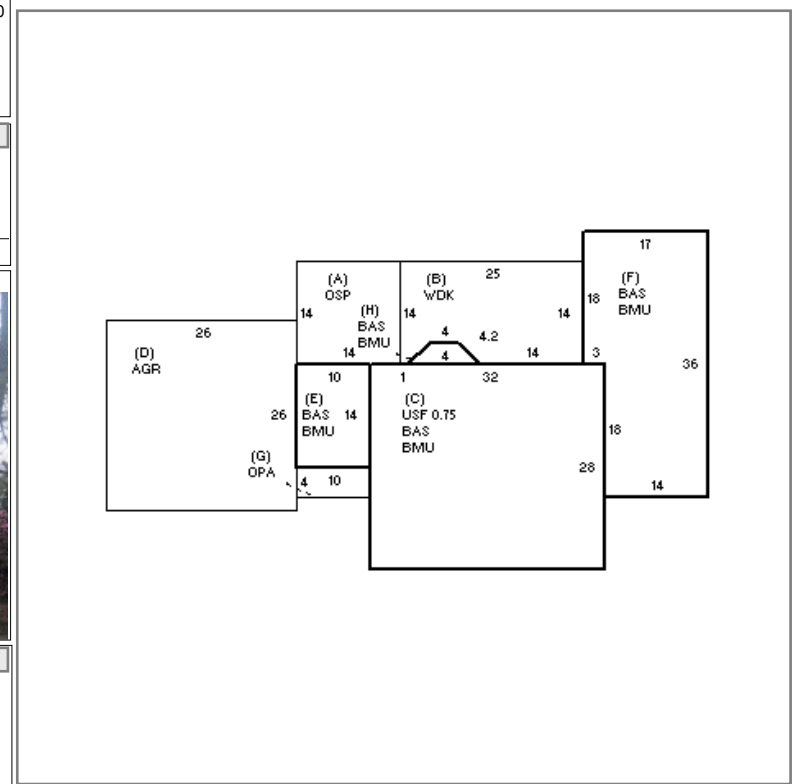 0
17
25
(A)
OSP
(B)
WDK
(F)
BAS
BMU
18
14
(H)
BAS
BMU
14
14
26
4
4.2
(D)
AGR
14
4
14
3
36
10
1
32
(E)
BAS 14
BMU
(C)
USF 0.75
BAS
BMU
26
18
(G)
OPA
28
4
10
14